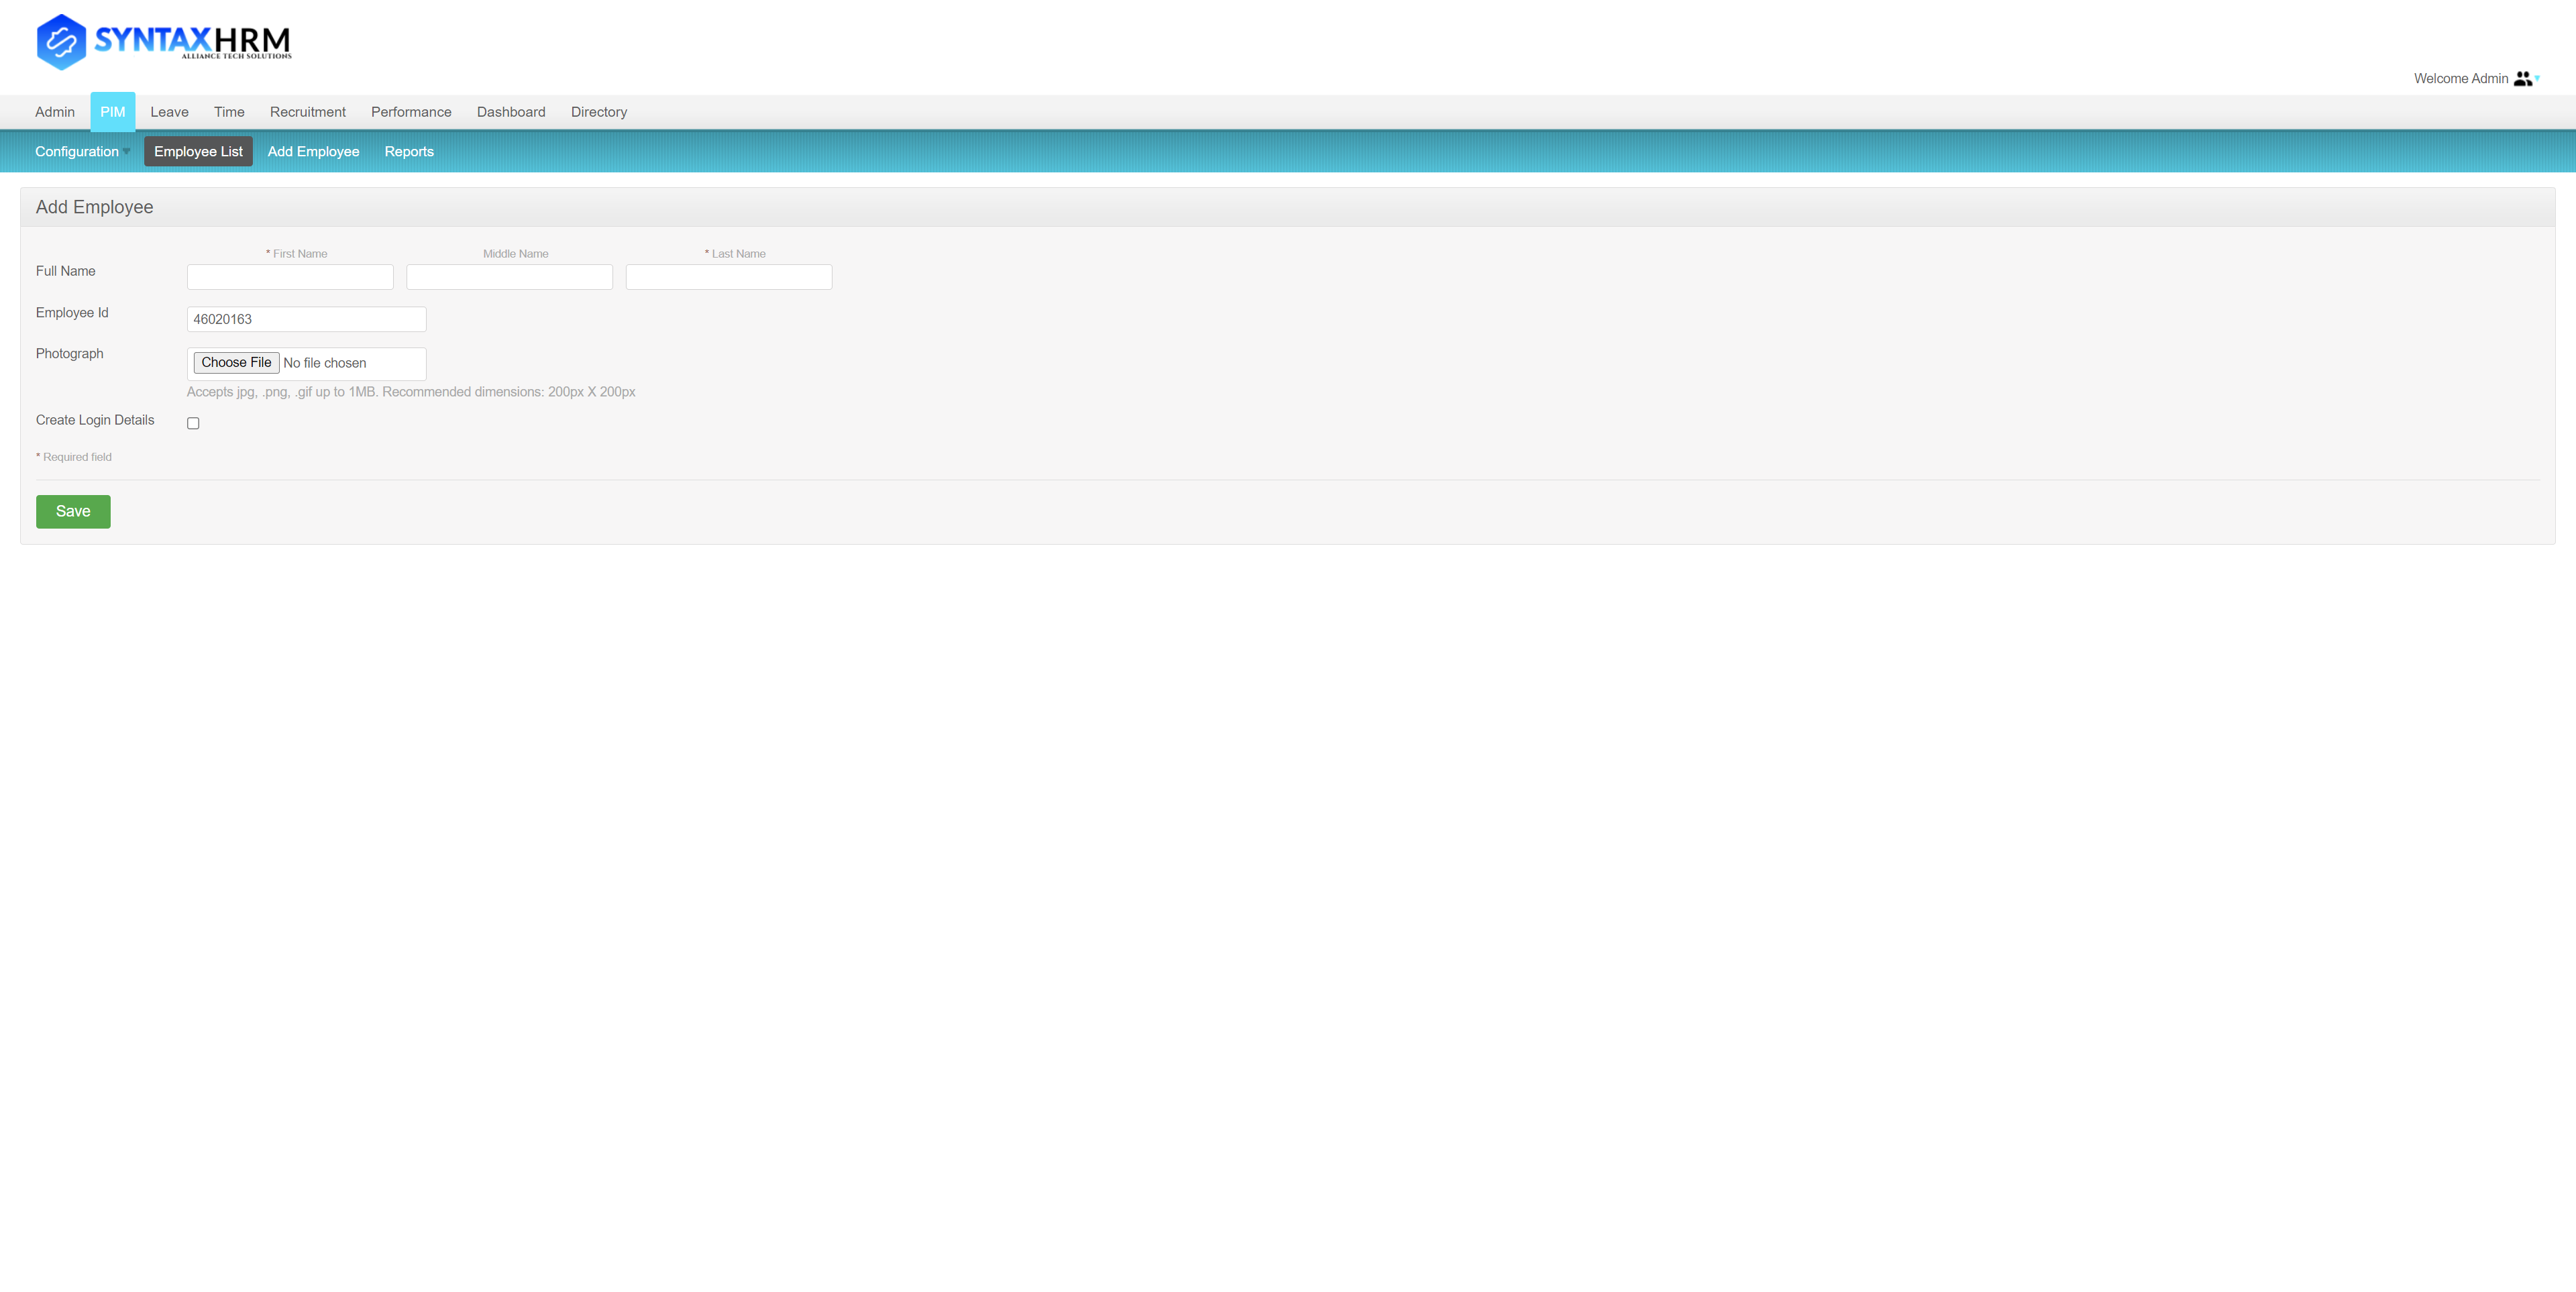 SYNTAXHRM
ALLIANCE TECH SOLUTIONS
Welcome Admin
Admin PIM Leave Time Recruitment Performance Dashboard Directory
Configuration Employee List Add Employee Reports
Add Employee
* First Name Middle Name * Last Name
Full Name
Employee Id 46020163
Photograph Choose File No file chosen
Accepts jpg, .png, .gif up to 1MB. Recommended dimensions: 200px X 200px
Create Login Details
* Required field
Save